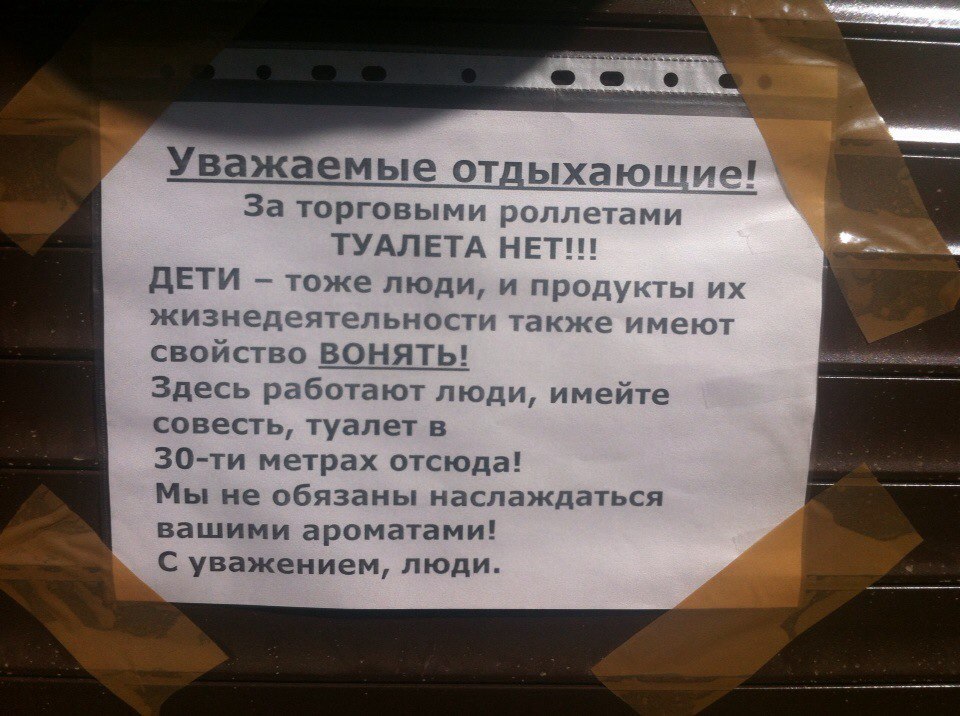 Уважаемые отдыхающие!
За торговыми роллетами
ТУАЛЕТА НЕТ!!!
ДЕТИ – тоже люди, и продукты их
жизнедеятельности также имеют
свойство ВОНЯТЬ!
Здесь работают люди, имейте
совесть, туалет в
30-ти метрах отсюда!
Мы не обязаны наслаждаться
вашими ароматами!
С уважением, люди.